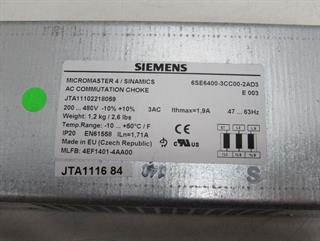 SIEMENS
MICROMASTER 4 / SINAMICS 6SE6400-3CC00-2AD3
AC COMMUTATION CHOKE E 003
JTA11102218059
200 ... 480V -10% +10% 3AC Ithmax=1,9A 47 ... 63Hz
Weight: 1,2 kg / 2,6 lbs
Temp.Range: -10 ... +50°C / F
IP20 EN61558 ILn=1,71A
Made in EU (Czech Republic)
MLFB: 4EF1401-4AA00
JTA1116 84
S